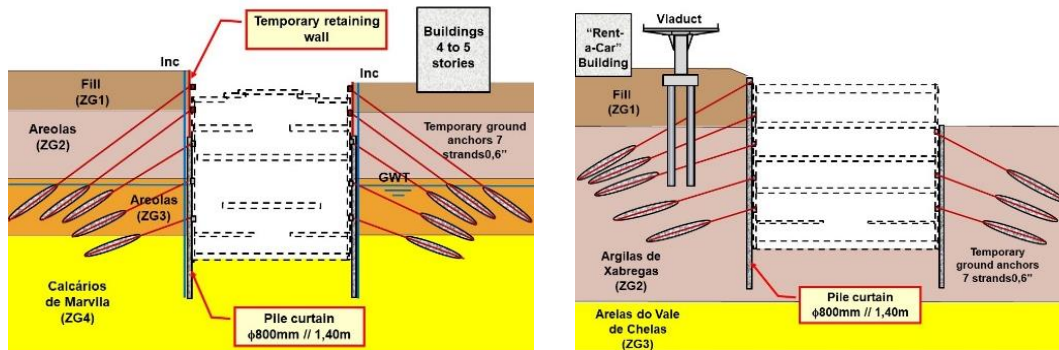 Temporary retaining
wall
Inc
Inc
Buildings
4 to 5
stories
Fill
(ZG1)
Areolas
(ZG2)
Temporary ground
anchors 7
strands0,6"
GWT
Areolas
(ZG3)
Calcários
de Marvila
(ZG4)
Pile curtain
ϕ800mm // 1,40m
"Rent-
a-Car"
Building
Viaduct
Fill
(ZG1)
Argilas de
Xabregas
(ZG2)
Temporary
ground anchors
7 strands0,6"
Pile curtain
ϕ800mm // 1,40m
Arelas do Vale
de Chelas
(ZG3)